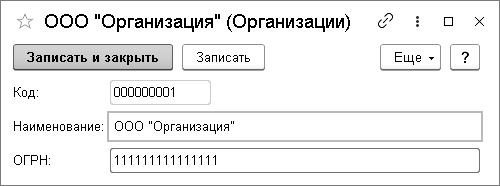 ООО "Организация" (Организации)
Записать и закрыть Записать Еще ?
Код: 000000001
Наименование: ООО "Организация"
ОГРН: 111111111111111